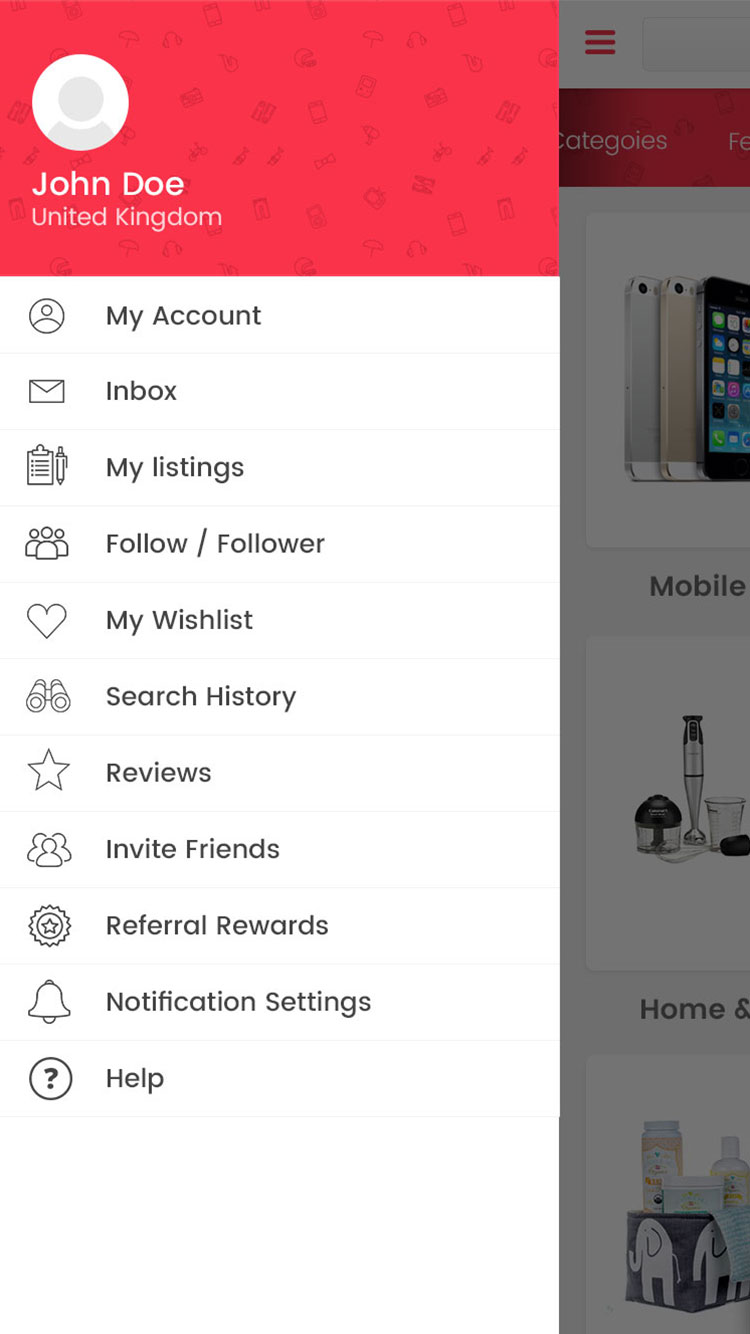 John Doe
United Kingdom
My Account
Inbox
My listings
Follow / Follower
My Wishlist
Search History
Reviews
Invite Friends
Referral Rewards
Notification Settings
?
Help
Categoies
Fe
Mobile
Home &